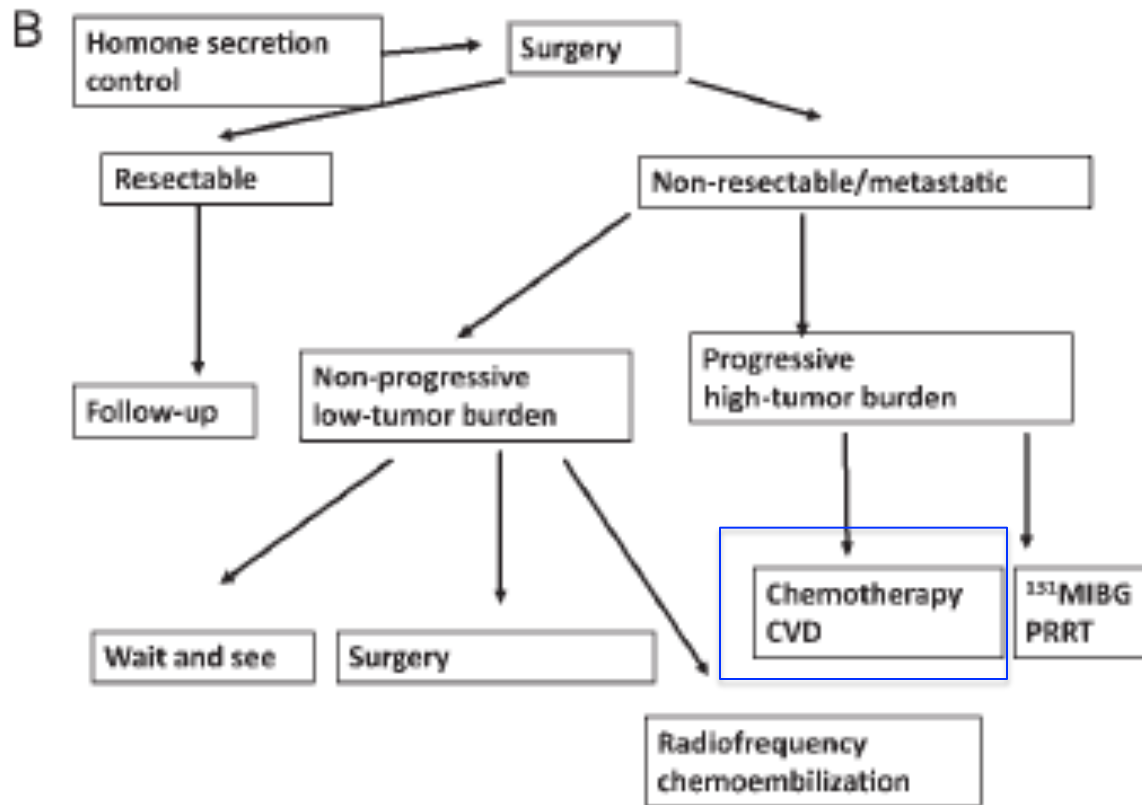 B
Homone secretion
control
Surgery
Resectable
Non-resectable/metastatic
Follow-up
Non-progressive
low-tumor burden
Progressive
high-tumor burden
Wait and see
Surgery
Chemotherapy
CVD
¹³¹MIBG
PRRT
Radiofrequency
chemoembilization